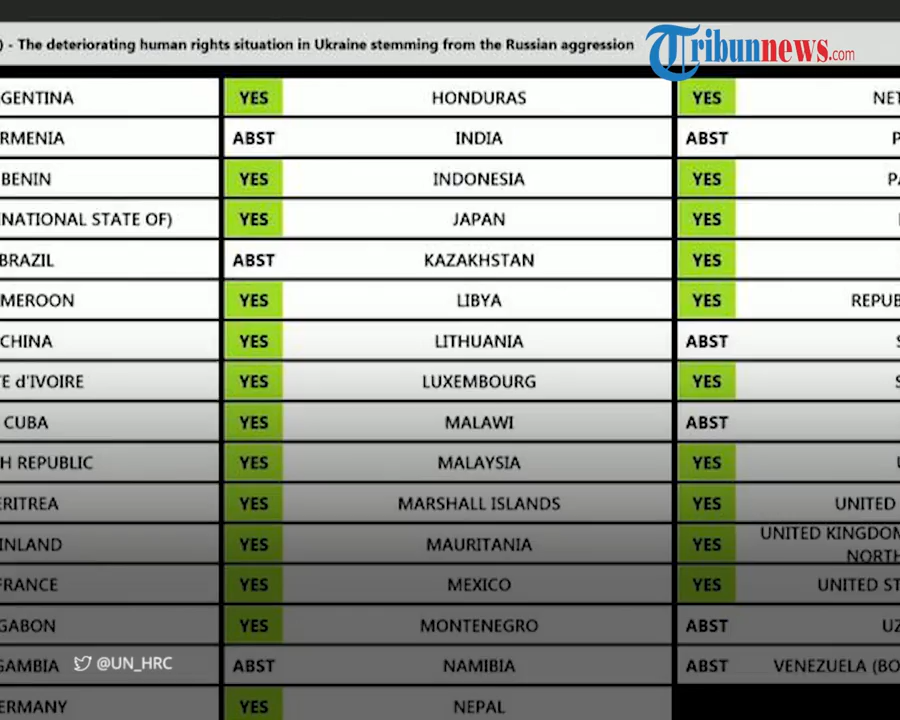 ) - The deteriorating human rights situation in Ukraine stemming from the Russian aggression
Tribunnews.com
GENTINA YES HONDURAS YES NET
RMENIA ABST INDIA ABST P
BENIN YES INDONESIA YES PA
NATIONAL STATE OF) YES JAPAN YES
BRAZIL ABST KAZAKHSTAN YES
MEROON YES LIBYA YES REPUB
CHINA YES LITHUANIA ABST S
E d'IVOIRE YES LUXEMBOURG YES S
CUBA YES MALAWI ABST
H REPUBLIC YES MALAYSIA YES U
ERITREA YES MARSHALL ISLANDS YES UNITED
INLAND YES MAURITANIA YES UNITED KINGDOM
NORTH
FRANCE YES MEXICO YES UNITED ST
GABON YES MONTENEGRO ABST UZ
GAMBIA @UN_HRC ABST NAMIBIA ABST VENEZUELA (BO
ERMANY YES NEPAL